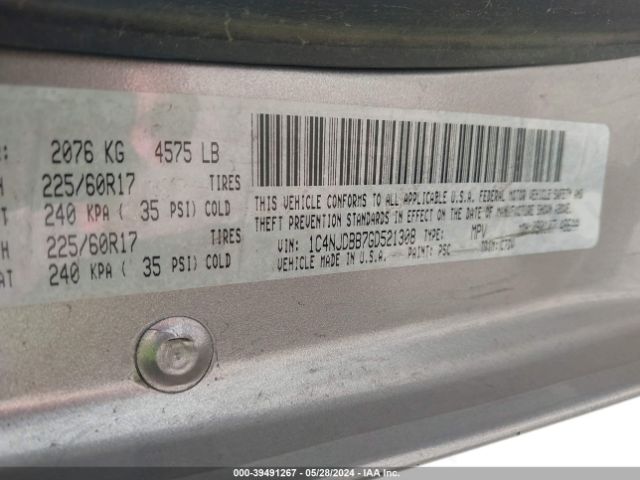 : 2076 KG 4575 LB
H 225/60R17 TIRES
T 240 KPA ( 35 PSI) COLD
H 225/60R17 TIRES
AT 240 KPA ( 35 PSI) COLD
THIS VEHICLE CONFORMS TO ALL APPLICABLE U.S.A. FEDERAL MOTOR VEHICLE SAFETY AND
THEFT PREVENTION STANDARDS IN EFFECT ON THE DATE OF MANUFACTURE SHOWN ABOVE.
VIN: 1C4NJDBB7GD521308 TYPE: MPV
VEHICLE MADE IN U.S.A. PAINT: PSC TRIM:
000-39491267 - 05/28/2024 - IAA Inc.